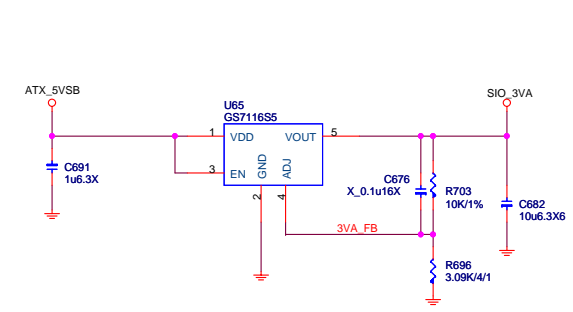 ATX_5VSB
SIO_3VA
U65
GS7116S5
1
VDD
VOUT
5
C691
1u6.3X
3
EN
GND
ADJ
C676
X_0.1u16X
R703
10K/1%
2
4
C682
10u6.3X6
3VA_FB
R696
3.09K/4/1